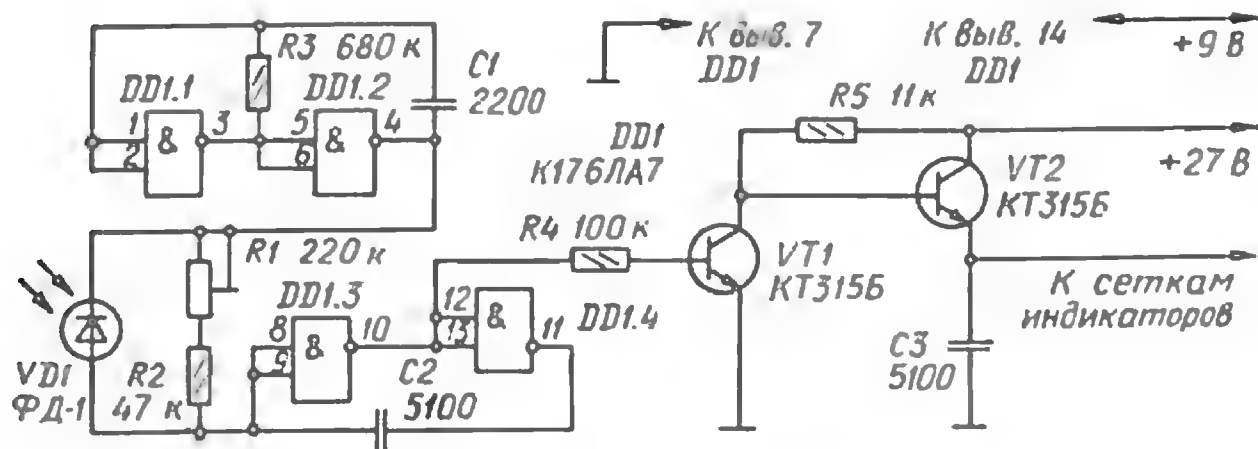 R3 680 к
C1
2200
DD1.1
DD1.2
1
2
&
3
5
6
&
4
К выв. 7
DD1
К выв. 14
DD1
+9 В
R5 11к
DD1
К176ЛА7
+27 В
VT2
КТ315Б
R4 100 к
VT1
КТ315Б
К сеткам
индикаторов
C3
5100
R1 220 к
DD1.3
8
9
&
10
12
13
&
11
DD1.4
C2
5100
VD1
ФД-1
R2
47 к